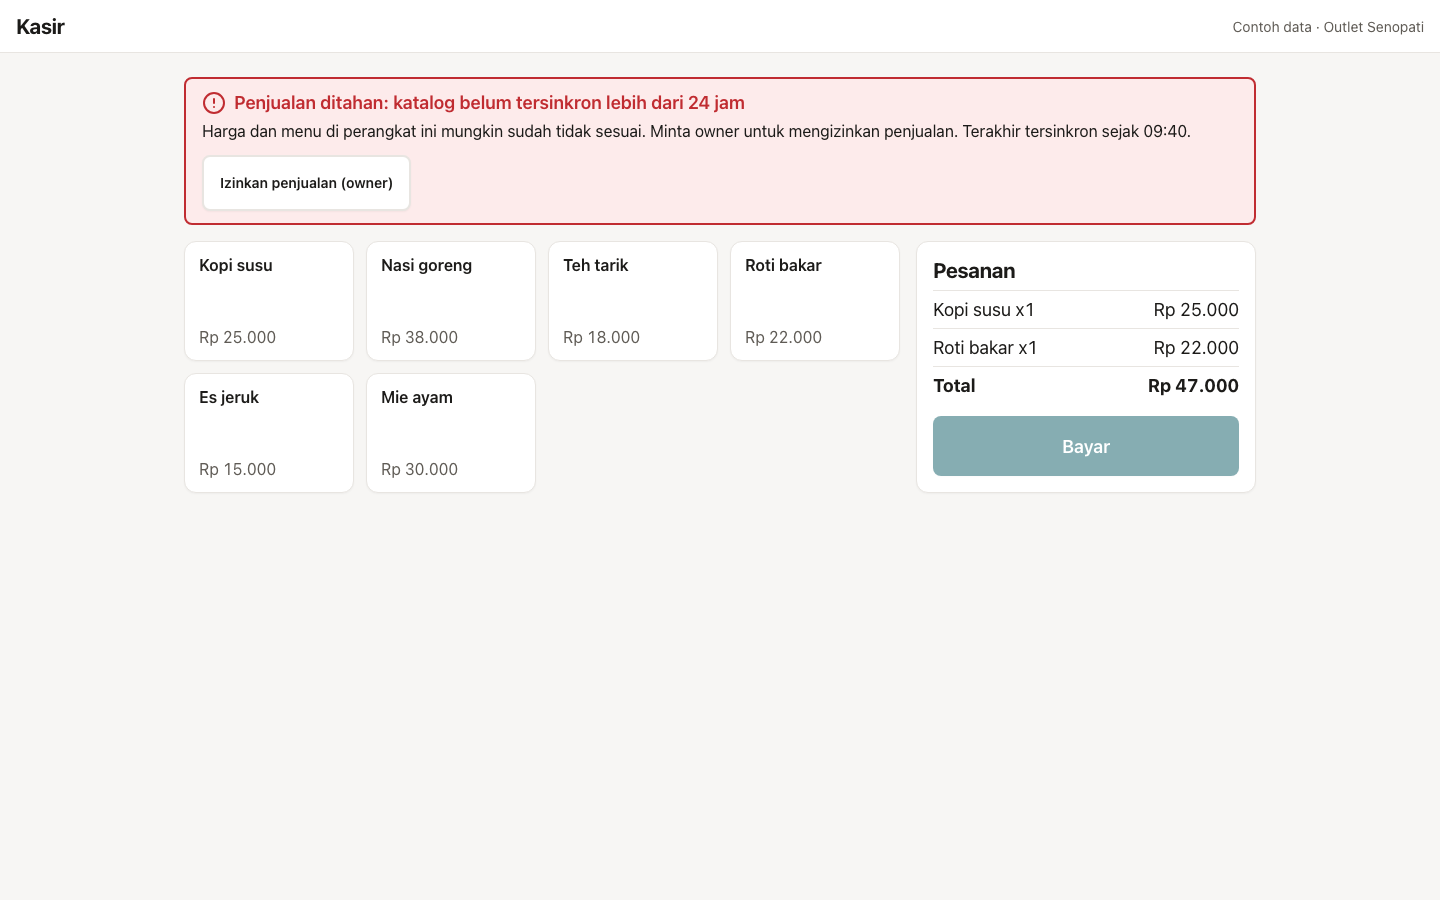 Kasir
Contoh data · Outlet Senopati
Penjualan ditahan: katalog belum tersinkron lebih dari 24 jam
Harga dan menu di perangkat ini mungkin sudah tidak sesuai. Minta owner untuk mengizinkan penjualan. Terakhir tersinkron sejak 09:40.
Izinkan penjualan (owner)
Kopi susu
Rp 25.000
Nasi goreng
Rp 38.000
Teh tarik
Rp 18.000
Roti bakar
Rp 22.000
Es jeruk
Rp 15.000
Mie ayam
Rp 30.000
Pesanan
Kopi susu x1 Rp 25.000
Roti bakar x1 Rp 22.000
Total Rp 47.000
Bayar